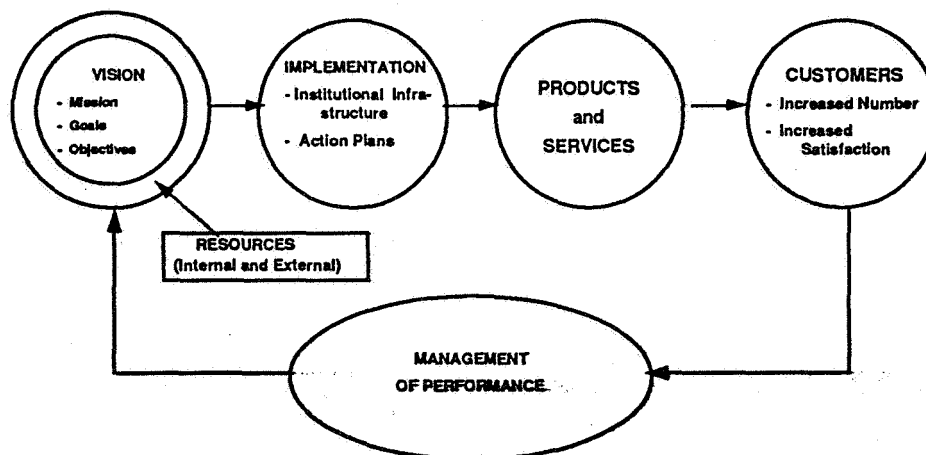 VISION
- Mission
- Goals
- Objectives
IMPLEMENTATION
- Institutional Infra-
structure
- Action Plans
PRODUCTS
and
SERVICES
CUSTOMERS
- Increased Number
- Increased
Satisfaction
RESOURCES
(Internal and External)
MANAGEMENT
OF PERFORMANCE